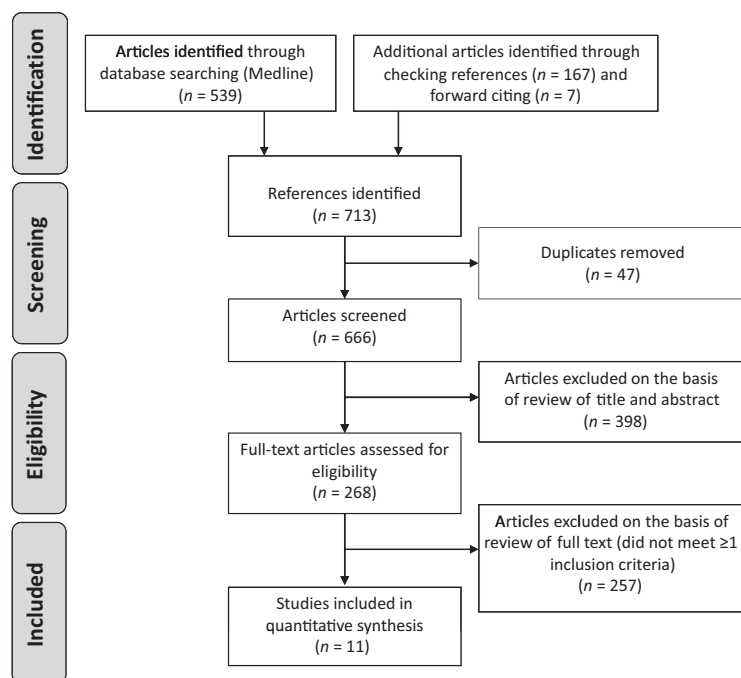 Identification
Articles identified through
database searching (Medline)
(n = 539)
Additional articles identified through
checking references (n = 167) and
forward citing (n = 7)
References identified
(n = 713)
Screening
Duplicates removed
(n = 47)
Articles screened
(n = 666)
Eligibility
Articles excluded on the basis
of review of title and abstract
(n = 398)
Full-text articles assessed for
eligibility
(n = 268)
Included
Articles excluded on the basis of
review of full text (did not meet ≥1
inclusion criteria)
(n = 257)
Studies included in
quantitative synthesis
(n = 11)